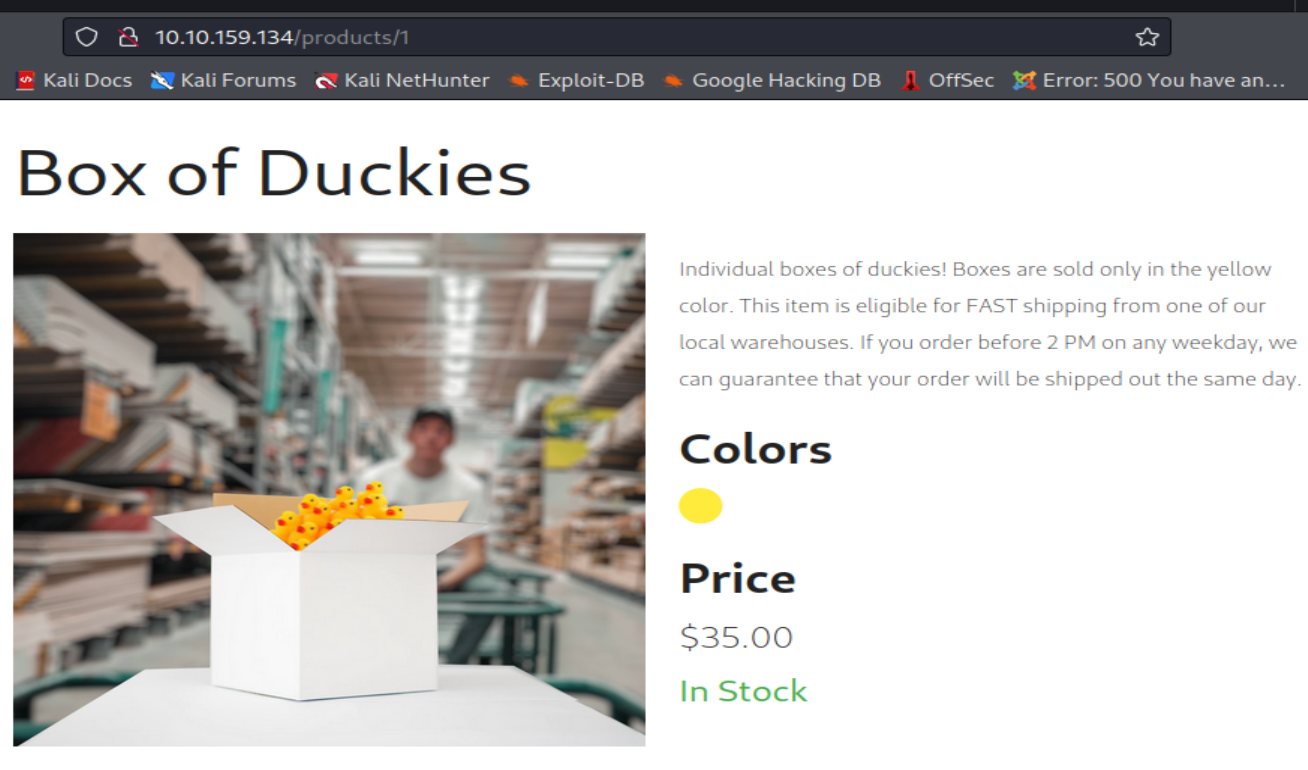 10.10.159.134/products/1
Kali Docs Kali Forums Kali NetHunter Exploit-DB Google Hacking DB OffSec Error: 500 You have an...
Box of Duckies
Individual boxes of duckies! Boxes are sold only in the yellow
color. This item is eligible for FAST shipping from one of our
local warehouses. If you order before 2 PM on any weekday, we
can guarantee that your order will be shipped out the same day.
Colors
Price
$35.00
In Stock